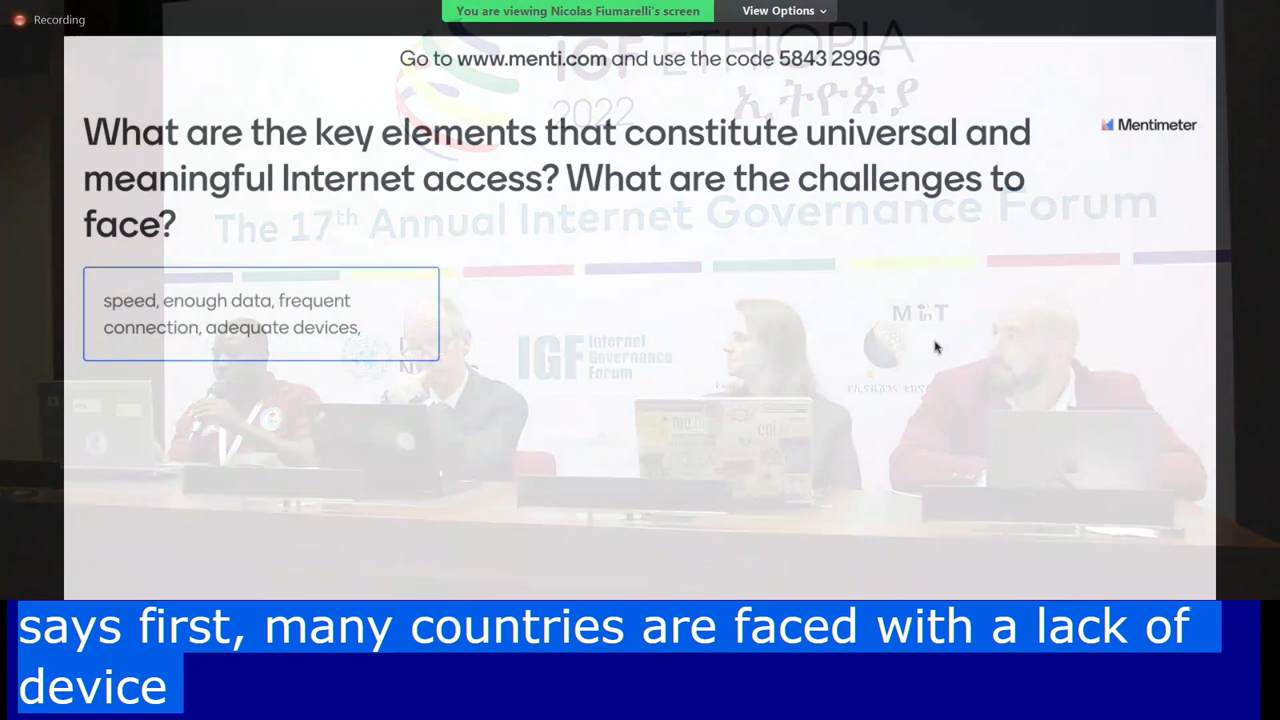 Recording
You are viewing Nicolas Fiumarelli's screen
View Options
Go to www.menti.com and use the code 5843 2996
IGF ETHIOPIA
2022 ኢትዮጵያ
What are the key elements that constitute universal and
meaningful Internet access? What are the challenges to
face?
Mentimeter
The 17th Annual Internet Governance Forum
speed, enough data, frequent
connection, adequate devices,
IGF Internet
Governance
Forum
MinT
says first, many countries are faced with a lack of
device